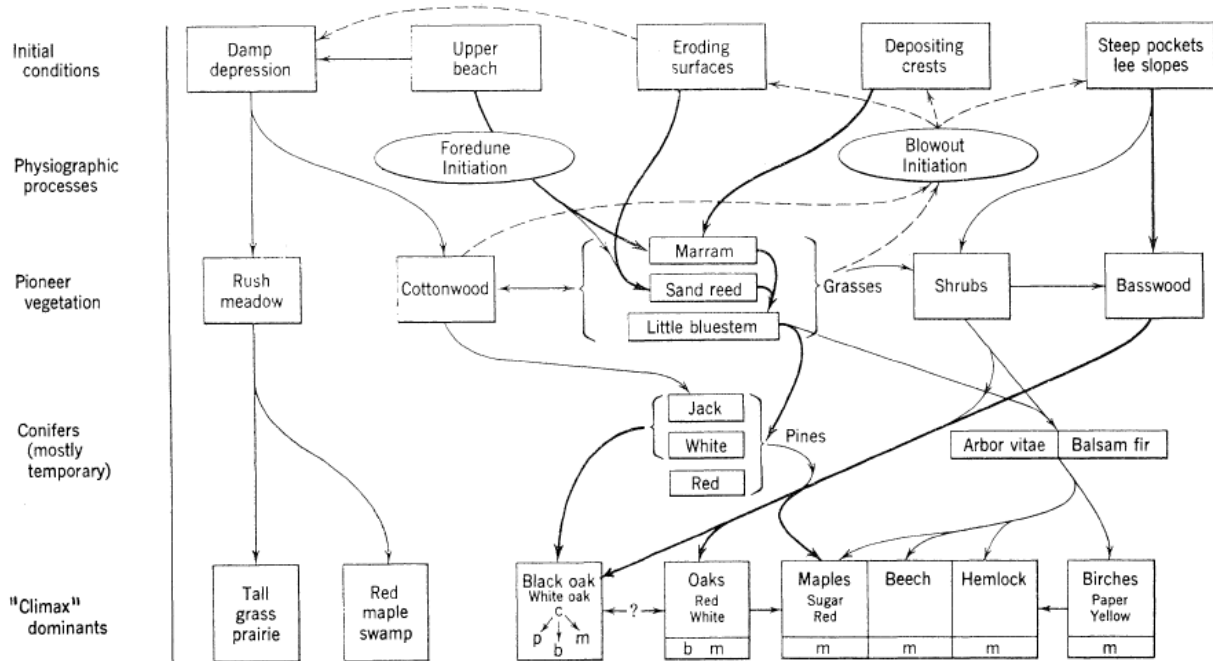 Initial
conditions
Damp
depression
Upper
beach
Eroding
surfaces
Depositing
crests
Steep pockets
lee slopes
Physiographic
processes
Foredune
Initiation
Blowout
Initiation
Pioneer
vegetation
Rush
meadow
Cottonwood
Marram
Sand reed
Little bluestem
Grasses
Shrubs
Basswood
Conifers
(mostly
temporary)
Jack
White
Red
Pines
Arbor vitae
Balsam fir
"Climax"
dominants
Tall
grass
prairie
Red
maple
swamp
Black oak
White oak
c
p
b
m
?
Oaks
Red
White
b m
Maples
Sugar
Red
m
Beech
m
Hemlock
m
Birches
Paper
Yellow
m